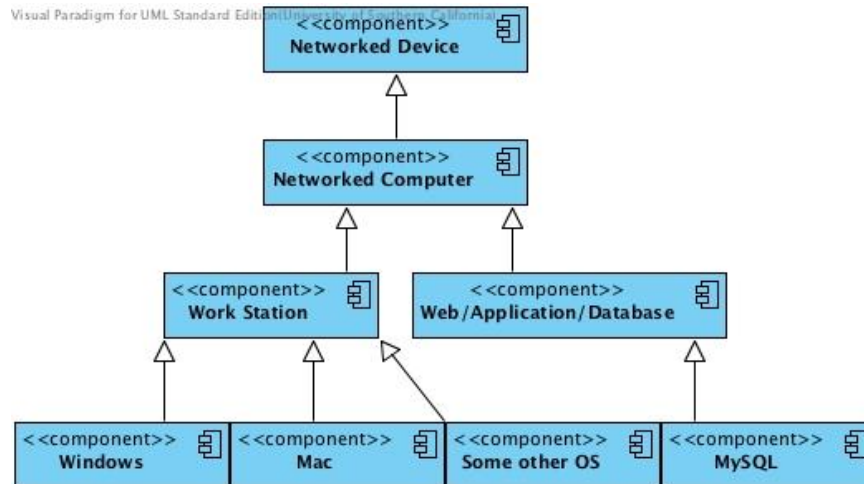 Visual Paradigm for UML Standard Edition(University of Southern California)
<<component>>
Networked Device
<<component>>
Networked Computer
<<component>>
Work Station
<<component>>
Web/Application/Database
<<component>>
Windows
<<component>>
Mac
<<component>>
Some other OS
<<component>>
MySQL